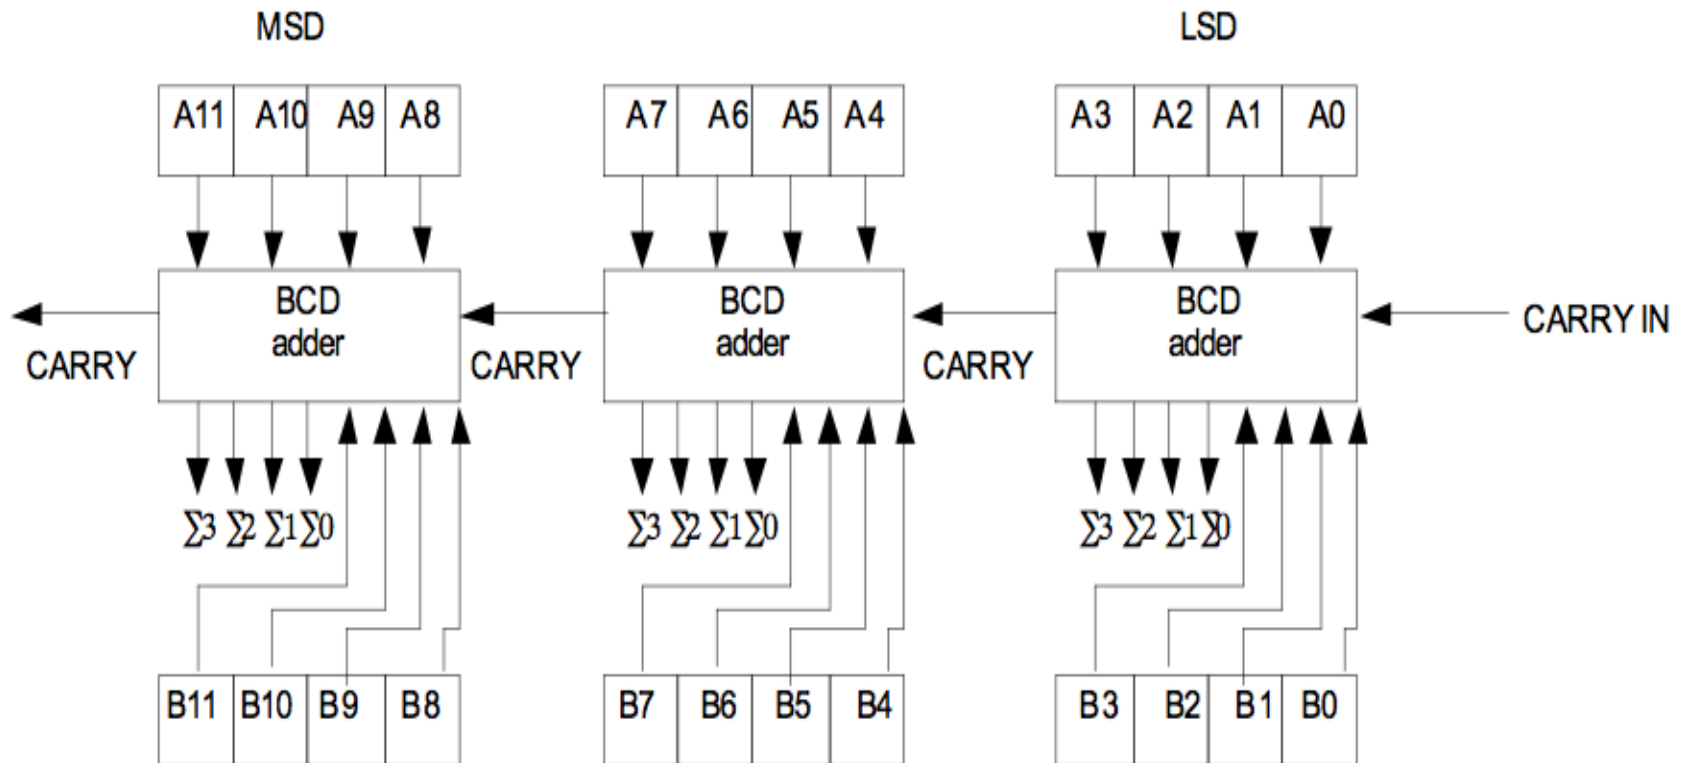 MSD LSD
A11 A10 A9 A8 A7 A6 A5 A4 A3 A2 A1 A0
BCD adder BCD adder BCD adder
CARRY CARRY CARRY CARRY IN
∑3 ∑2 ∑1 ∑0 ∑3 ∑2 ∑1 ∑0 ∑3 ∑2 ∑1 ∑0
B11 B10 B9 B8 B7 B6 B5 B4 B3 B2 B1 B0